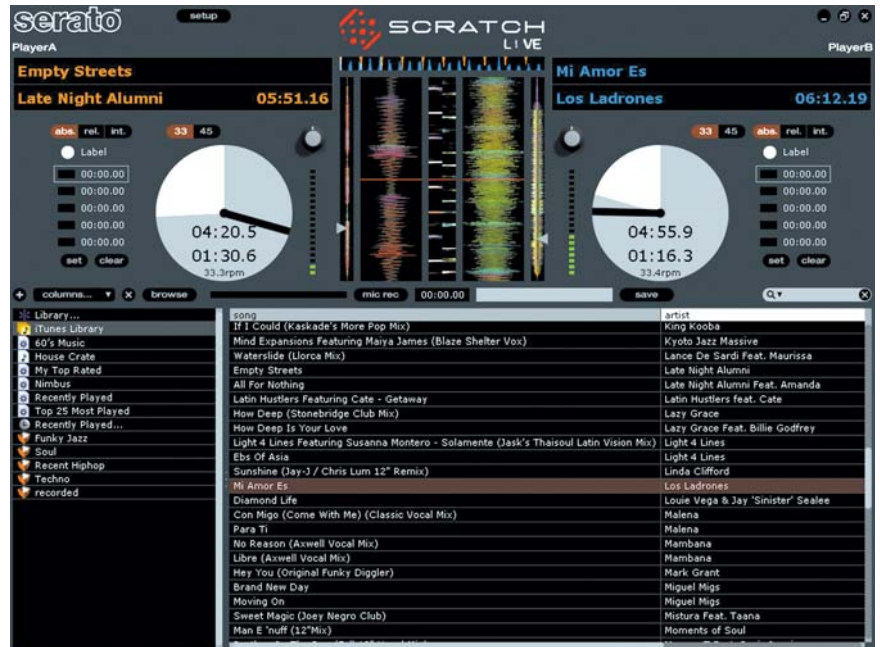 serato
setup
SCRATCH
LIVE
PlayerA
PlayerB
Empty Streets
Late Night Alumni 05:51.16
Mi Amor Es
Los Ladrones 06:12.19
abs. rel. int.
33 45
Label
00:00.00
00:00.00
00:00.00
00:00.00
00:00.00
set clear
04:20.5
01:30.6
33.3rpm
33 45
abs. rel. int.
Label
00:00.00
00:00.00
00:00.00
00:00.00
00:00.00
set clear
04:55.9
01:16.3
33.4rpm
columns... browse mic rec 00:00.00 save
Library...
iTunes Library
60's Music
House Crate
My Top Rated
Nimbus
Recently Played
Top 25 Most Played
Recently Played...
Funky Jazz
Soul
Recent Hiphop
Techno
recorded
song artist
If I Could (Kaskade's More Pop Mix) King Kooba
Mind Expansions Featuring Maiya James (Blaze Shelter Vox) Kyoto Jazz Massive
Waterslide (Llorca Mix) Lance De Sardi Feat. Maurissa
Empty Streets Late Night Alumni
All For Nothing Late Night Alumni Feat. Amanda
Latin Hustlers Featuring Cate - Getaway Latin Hustlers feat. Cate
How Deep (Stonebridge Club Mix) Lazy Grace
How Deep Is Your Love Lazy Grace Feat. Billie Godfrey
Light 4 Lines Featuring Susanna Montero - Solamente (Jask's Thaisoul Latin Vision Mix) Light 4 Lines
Ebs Of Asia Light 4 Lines
Sunshine (Jay-J / Chris Lum 12" Remix) Linda Clifford
Mi Amor Es Los Ladrones
Diamond Life Louie Vega & Jay 'Sinister' Sealee
Con Migo (Come With Me) (Classic Vocal Mix) Malena
Para Ti Malena
No Reason (Axwell Vocal Mix) Mambana
Libre (Axwell Vocal Mix) Mambana
Hey You (Original Funky Diggler) Mark Grant
Brand New Day Miguel Migs
Moving On Miguel Migs
Sweet Magic (Joey Negro Club) Mistura Feat. Taana
Man E 'nuff (12"Mix) Moments of Soul